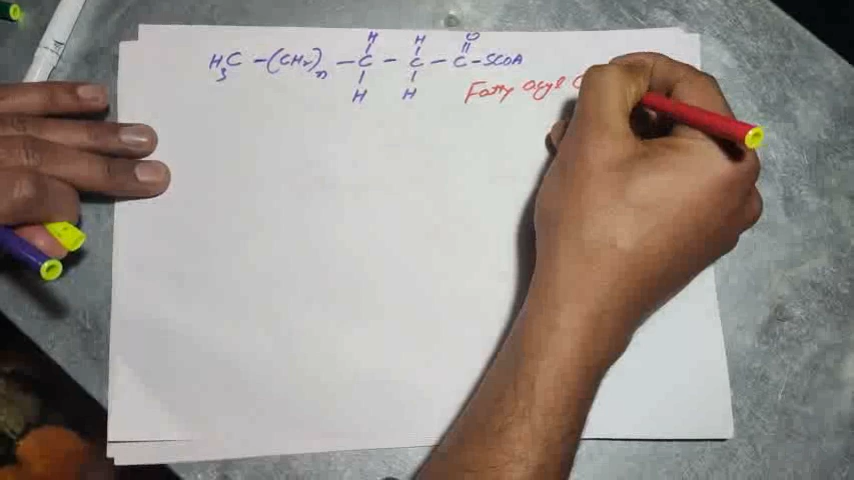 H H O
H₃C -(CH₂)n - C - C - C -SCOA
H H
Fatty acyl C